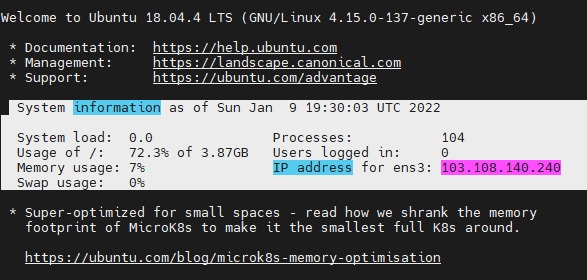 Welcome to Ubuntu 18.04.4 LTS (GNU/Linux 4.15.0-137-generic x86_64)
* Documentation: https://help.ubuntu.com
* Management: https://landscape.canonical.com
* Support: https://ubuntu.com/advantage
System information as of Sun Jan 9 19:30:03 UTC 2022
System load: 0.0 Processes: 104
Usage of /: 72.3% of 3.87GB Users logged in: 0
Memory usage: 7% IP address for ens3: 103.108.140.240
Swap usage: 0%
* Super-optimized for small spaces - read how we shrank the memory
footprint of MicroK8s to make it the smallest full K8s around.
https://ubuntu.com/blog/microk8s-memory-optimisation